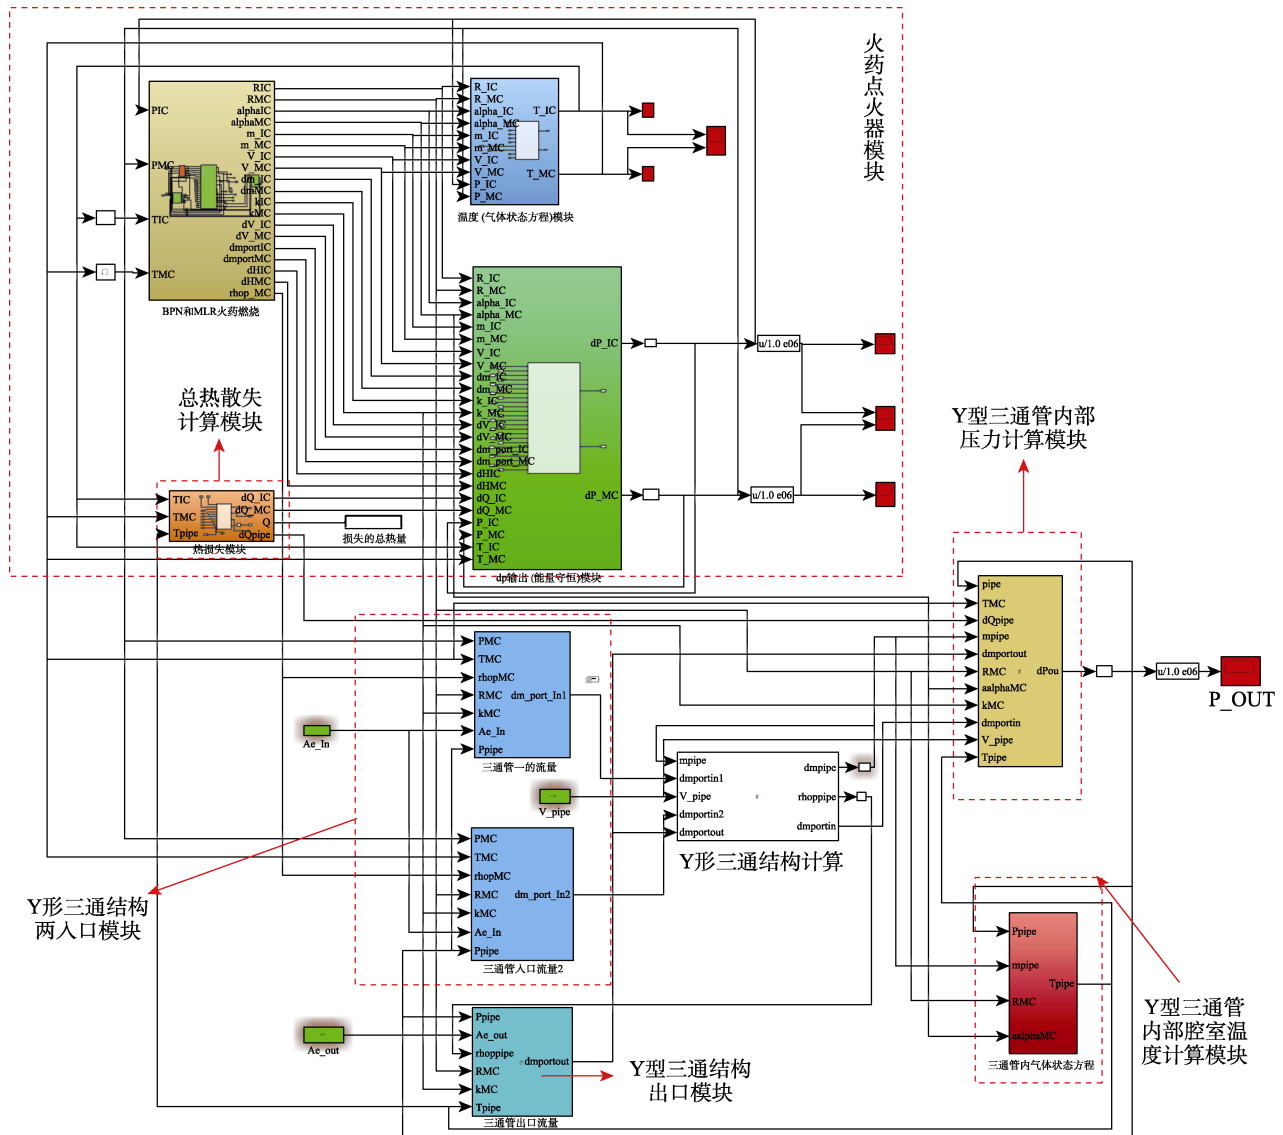 火药点火器模块
PIC
PMC
TIC
TMC
RIC
RMC
alphaIC
alphaMC
m_IC
m_MC
V_IC
V_MC
dm_IC
dmMC
kIC
kMC
dV_IC
dV_MC
dmportIC
dmportMC
dHIC
dHMC
rhop_MC
BPN和MLR火药燃烧
R_IC
R_MC
alpha_IC
alpha_MC
m_IC
m_MC
V_IC
V_MC
P_IC
P_MC
T_IC
T_MC
温度 (气体状态方程)模块
R_IC
R_MC
alpha_IC
alpha_MC
m_IC
m_MC
V_IC
V_MC
dm_IC
dm_MC
k_IC
k_MC
dV_IC
dV_MC
dm_port_IC
dm_port_MC
dHIC
dHMC
dQ_IC
dQ_MC
P_IC
P_MC
T_IC
T_MC
dP_IC
dP_MC
dp输出 (能量守恒)模块
u/1.0 e06
u/1.0 e06
总热散失
计算模块
TIC
TMC
Tpipe
dQ_IC
dQ_MC
Q
dQpipe
热损失模块
损失的总热量
Y型三通管内部
压力计算模块
pipe
TMC
dQpipe
mpipe
dmportout
RMC
aalphaMC
kMC
dmportin
V_pipe
Tpipe
dPou
u/1.0 e06
P_OUT
PMC
TMC
rhopMC
RMC
kMC
Ae_In
Ppipe
dm_port_In1
三通管一的流量
Ae_In
V_pipe
mpipe
dmportin1
V_pipe
dmportin2
dmportout
dmpipe
rhoppipe
dmportin
Y形三通结构计算
PMC
TMC
rhopMC
RMC
kMC
Ae_In
Ppipe
dm_port_In2
三通管入口流量2
Y形三通结构
两入口模块
Ppipe
mpipe
RMC
aalphaMC
Tpipe
三通管内气体状态方程
Y型三通管
内部腔室温
度计算模块
Ae_out
Ppipe
Ae_out
rhoppipe
RMC
kMC
Tpipe
dmportout
三通管出口流量
Y型三通结构
出口模块